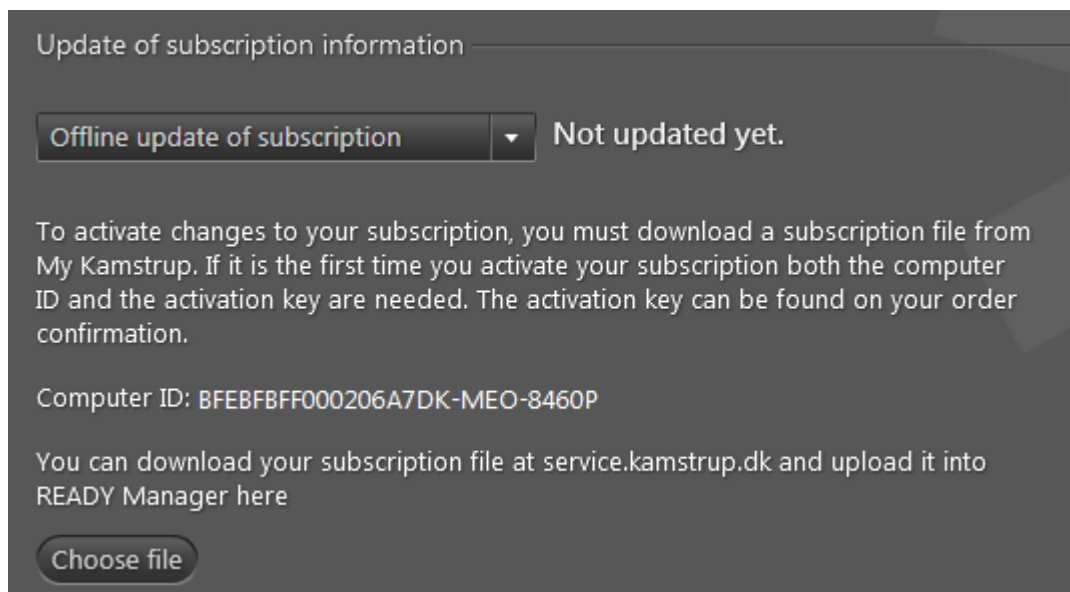 Update of subscription information
Offline update of subscription
Not updated yet.
To activate changes to your subscription, you must download a subscription file from
My Kamstrup. If it is the first time you activate your subscription both the computer
ID and the activation key are needed. The activation key can be found on your order
confirmation.
Computer ID: BFEBFBFF000206A7DK-MEO-8460P
You can download your subscription file at service.kamstrup.dk and upload it into
READY Manager here
Choose file